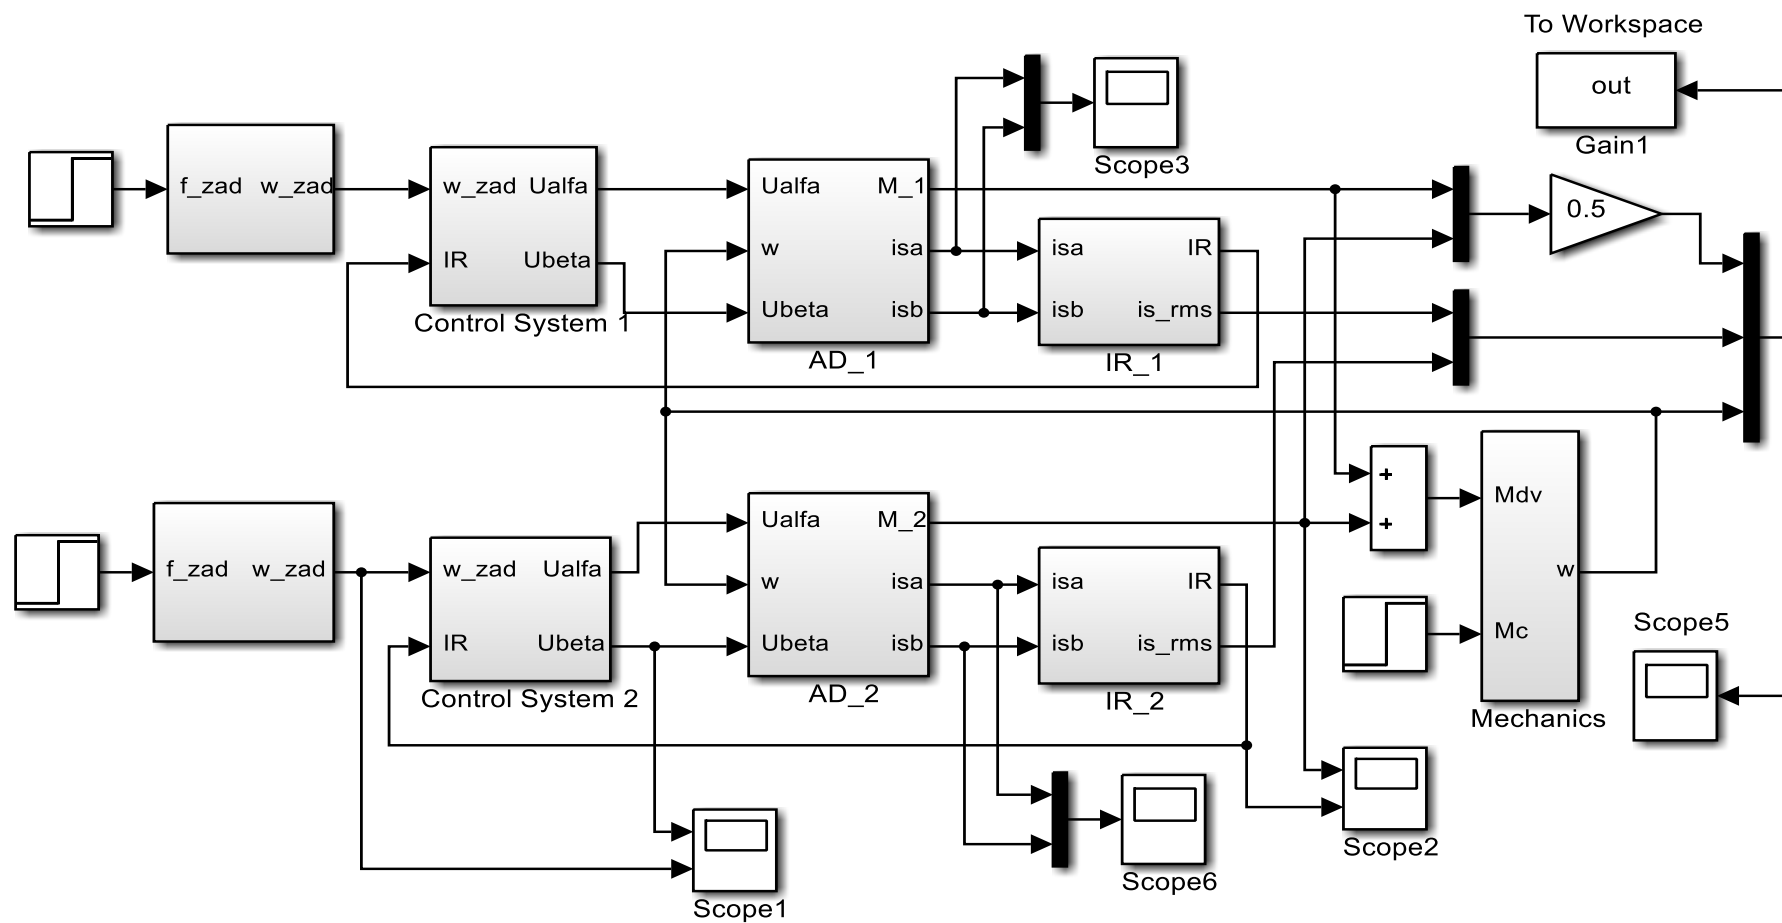 To Workspace
out
Gain1
Scope3
f_zad w_zad
w_zad Ualfa
IR Ubeta
Control System 1
Ualfa M_1
w isa
Ubeta isb
AD_1
isa IR
isb is_rms
IR_1
0.5
+
+
Mdv
w
Mc
Mechanics
f_zad w_zad
w_zad Ualfa
IR Ubeta
Control System 2
Ualfa M_2
w isa
Ubeta isb
AD_2
isa IR
isb is_rms
IR_2
Scope5
Scope2
Scope6
Scope1